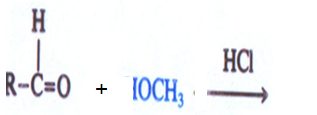 H
R-C=O + HOCH₃ HCl